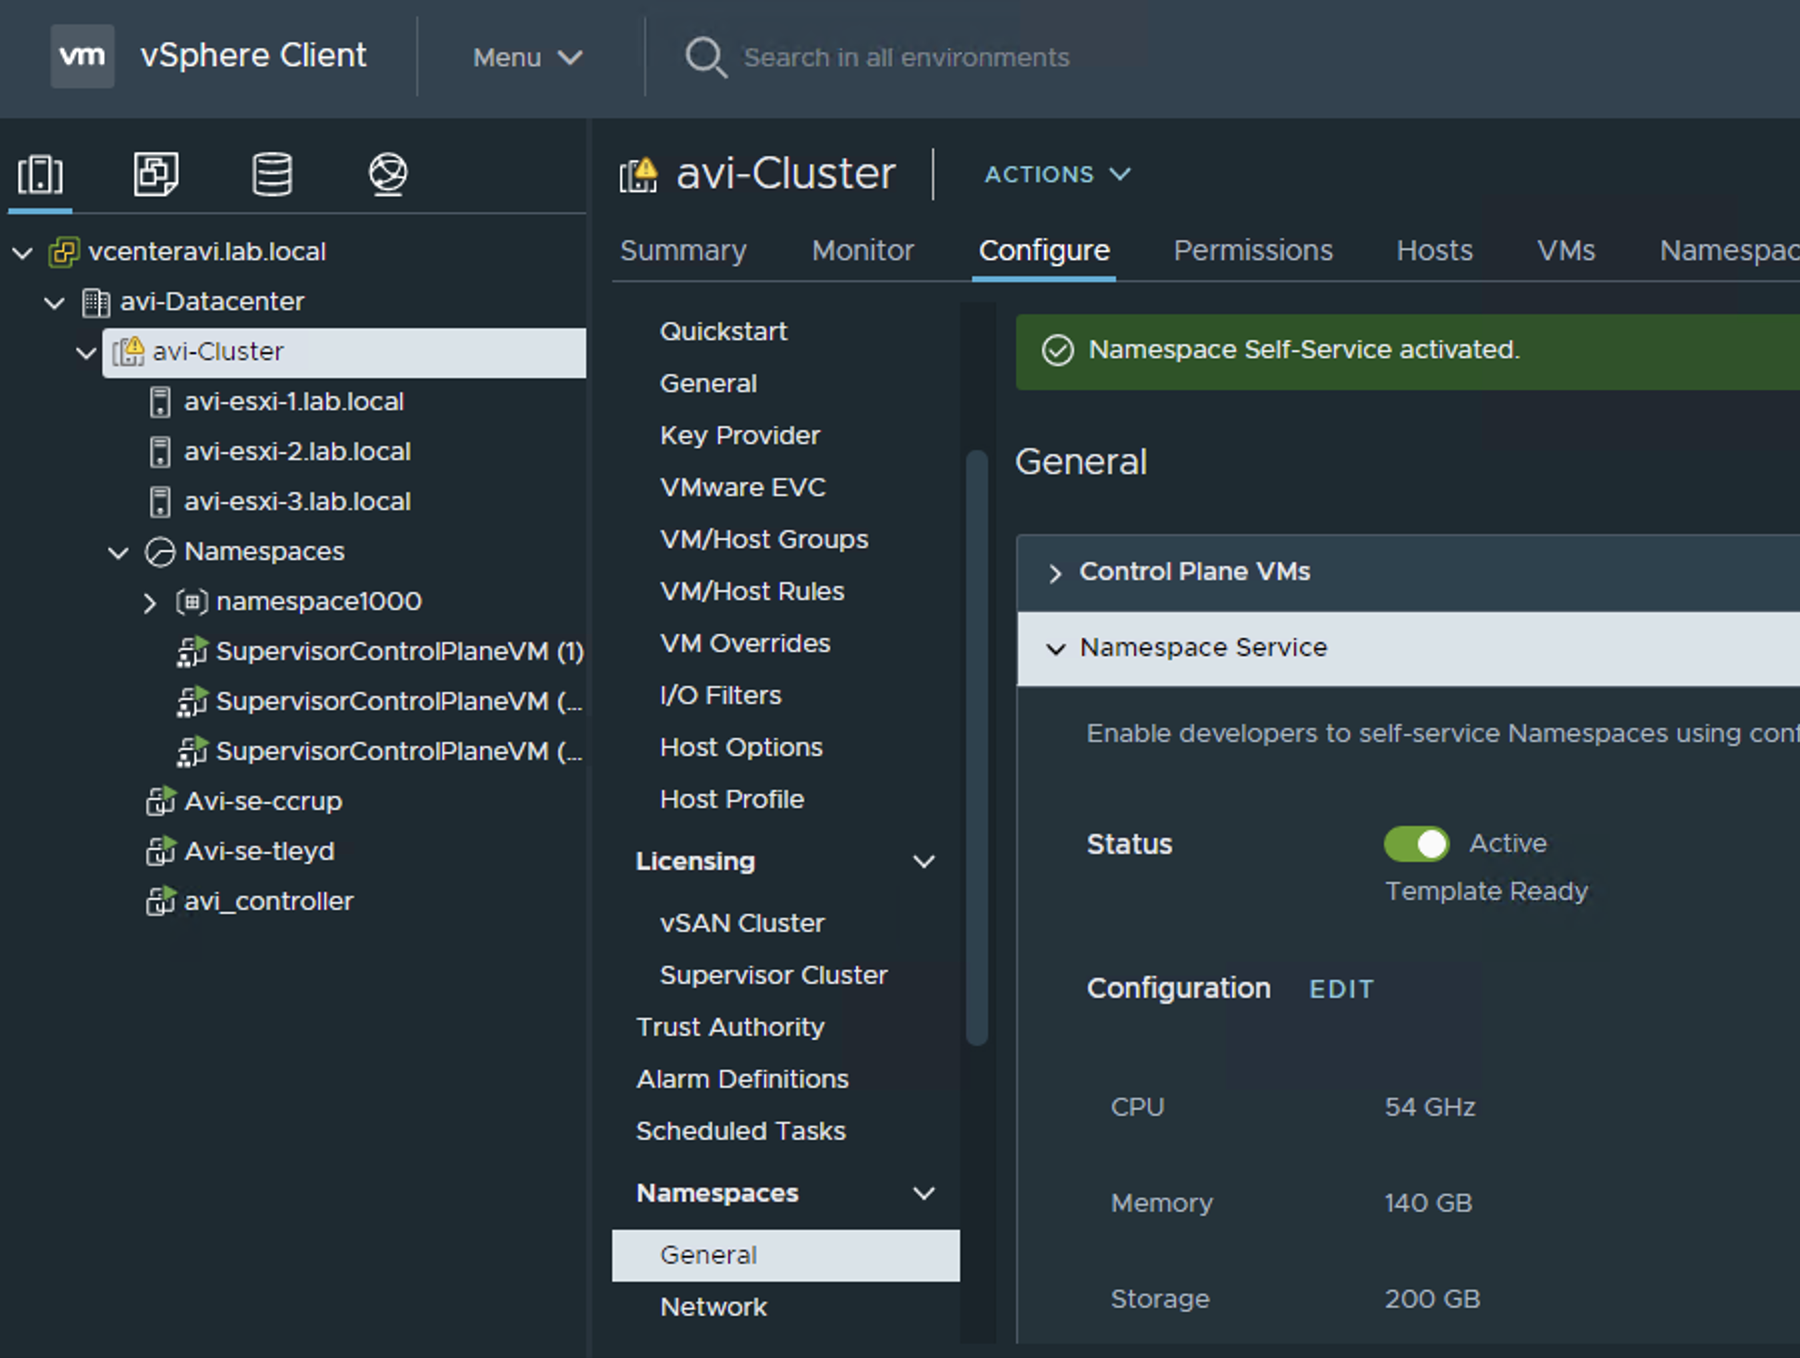 vm vSphere Client Menu Search in all environments
vcenteravi.lab.local
avi-Datacenter
avi-Cluster
avi-esxi-1.lab.local
avi-esxi-2.lab.local
avi-esxi-3.lab.local
Namespaces
namespace1000
SupervisorControlPlaneVM (1)
SupervisorControlPlaneVM (...
SupervisorControlPlaneVM (...
Avi-se-ccrup
Avi-se-tleyd
avi_controller
avi-Cluster ACTIONS
Summary Monitor Configure Permissions Hosts VMs Namespac
Quickstart
General
Key Provider
VMware EVC
VM/Host Groups
VM/Host Rules
VM Overrides
I/O Filters
Host Options
Host Profile
Licensing
vSAN Cluster
Supervisor Cluster
Trust Authority
Alarm Definitions
Scheduled Tasks
Namespaces
General
Network
Namespace Self-Service activated.
General
Control Plane VMs
Namespace Service
Enable developers to self-service Namespaces using conf
Status Active
Template Ready
Configuration EDIT
CPU 54 GHz
Memory 140 GB
Storage 200 GB